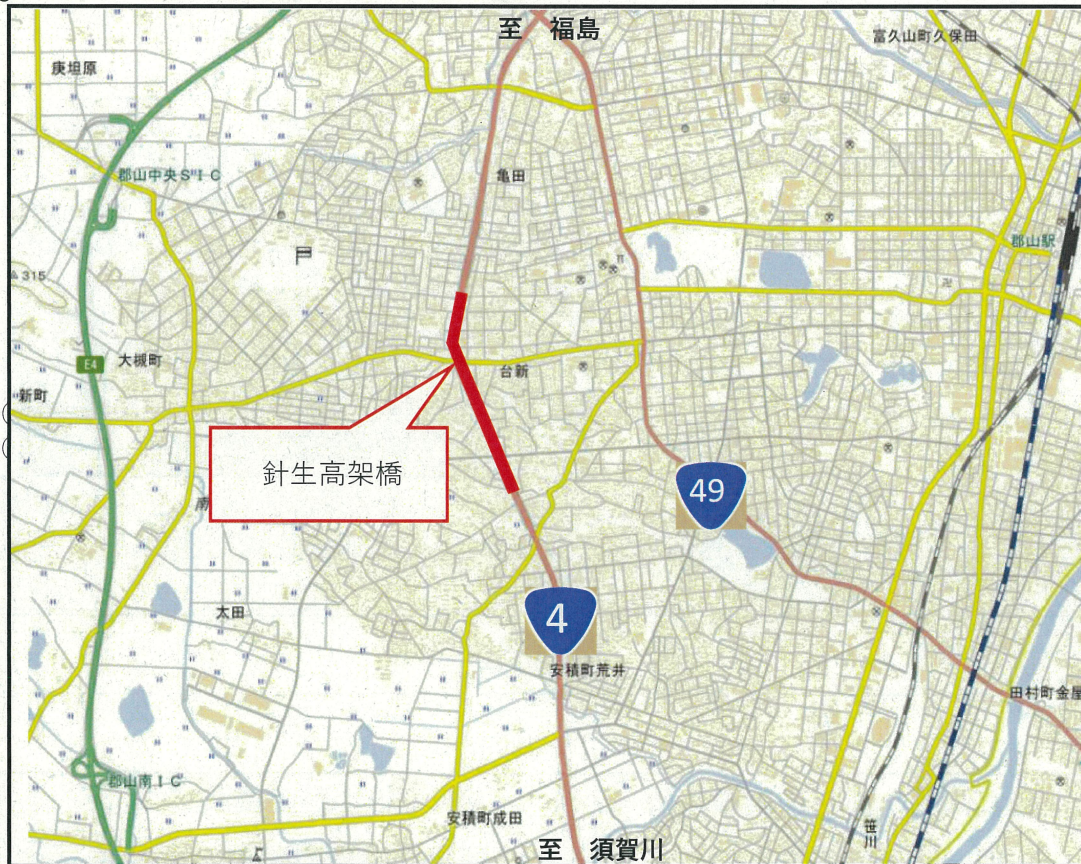 至　福島
富久山町久保田
庚坦原
郡山中央SIC
亀田
郡山駅
315
E4
大槻町
台新
新町
針生高架橋
49
南
太田
4
安積町荒井
田村町金屋
郡山南IC
安積町成田
笹川
至　須賀川